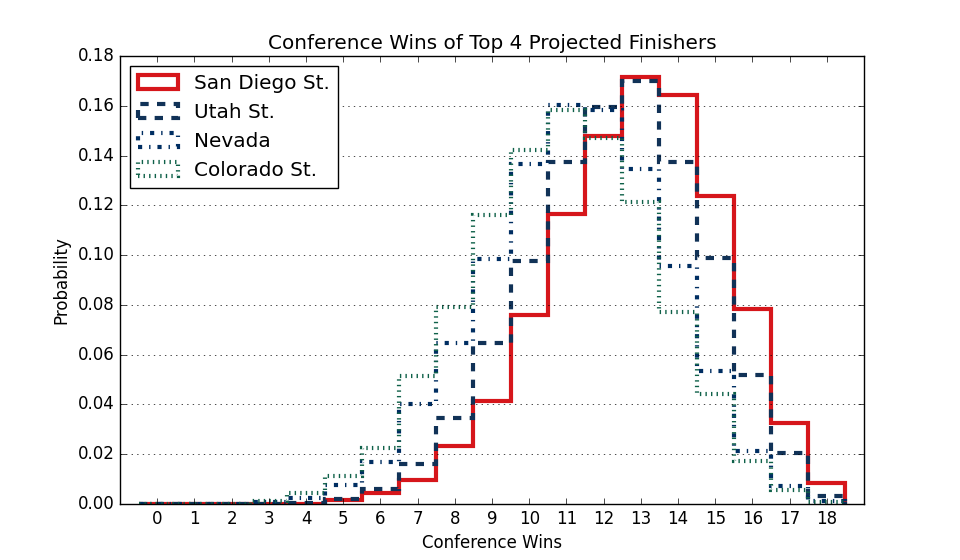 Conference Wins of Top 4 Projected Finishers
San Diego St.
Utah St.
Nevada
Colorado St.
Probability
0.18
0.16
0.14
0.12
0.10
0.08
0.06
0.04
0.02
0.00
0 1 2 3 4 5 6 7 8 9 10 11 12 13 14 15 16 17 18
Conference Wins